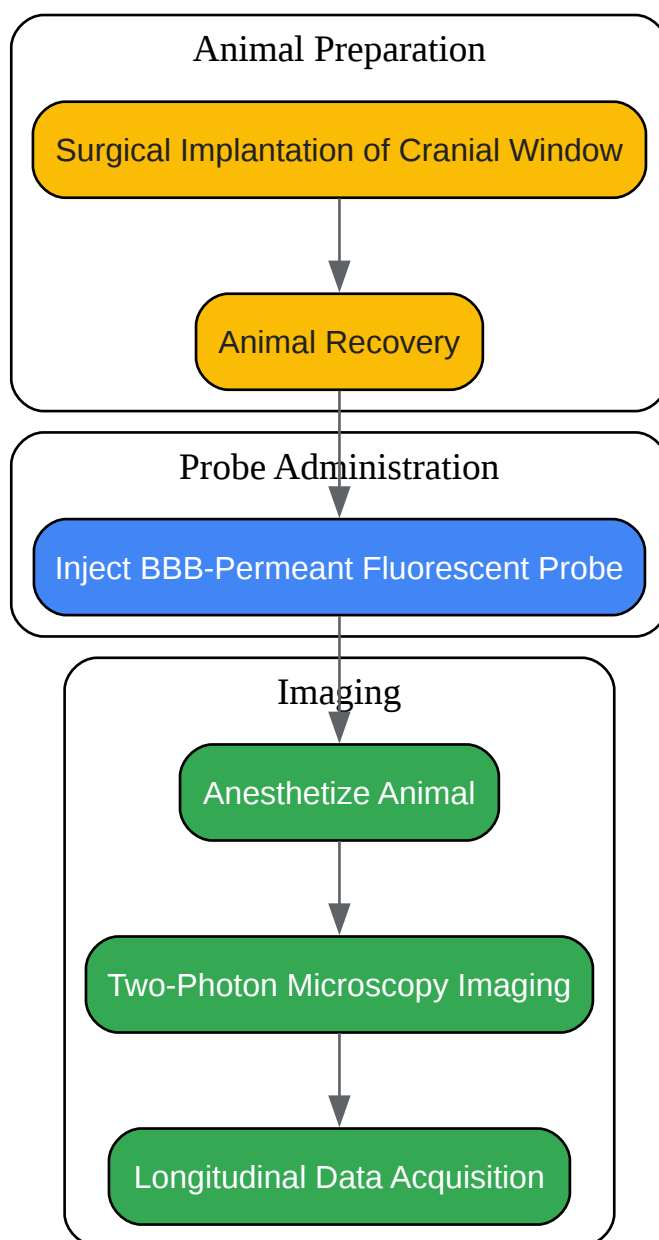 Animal Preparation
Surgical Implantation of Cranial Window
Animal Recovery
Probe Administration
Inject BBB-Permeant Fluorescent Probe
Imaging
Anesthetize Animal
Two-Photon Microscopy Imaging
Longitudinal Data Acquisition